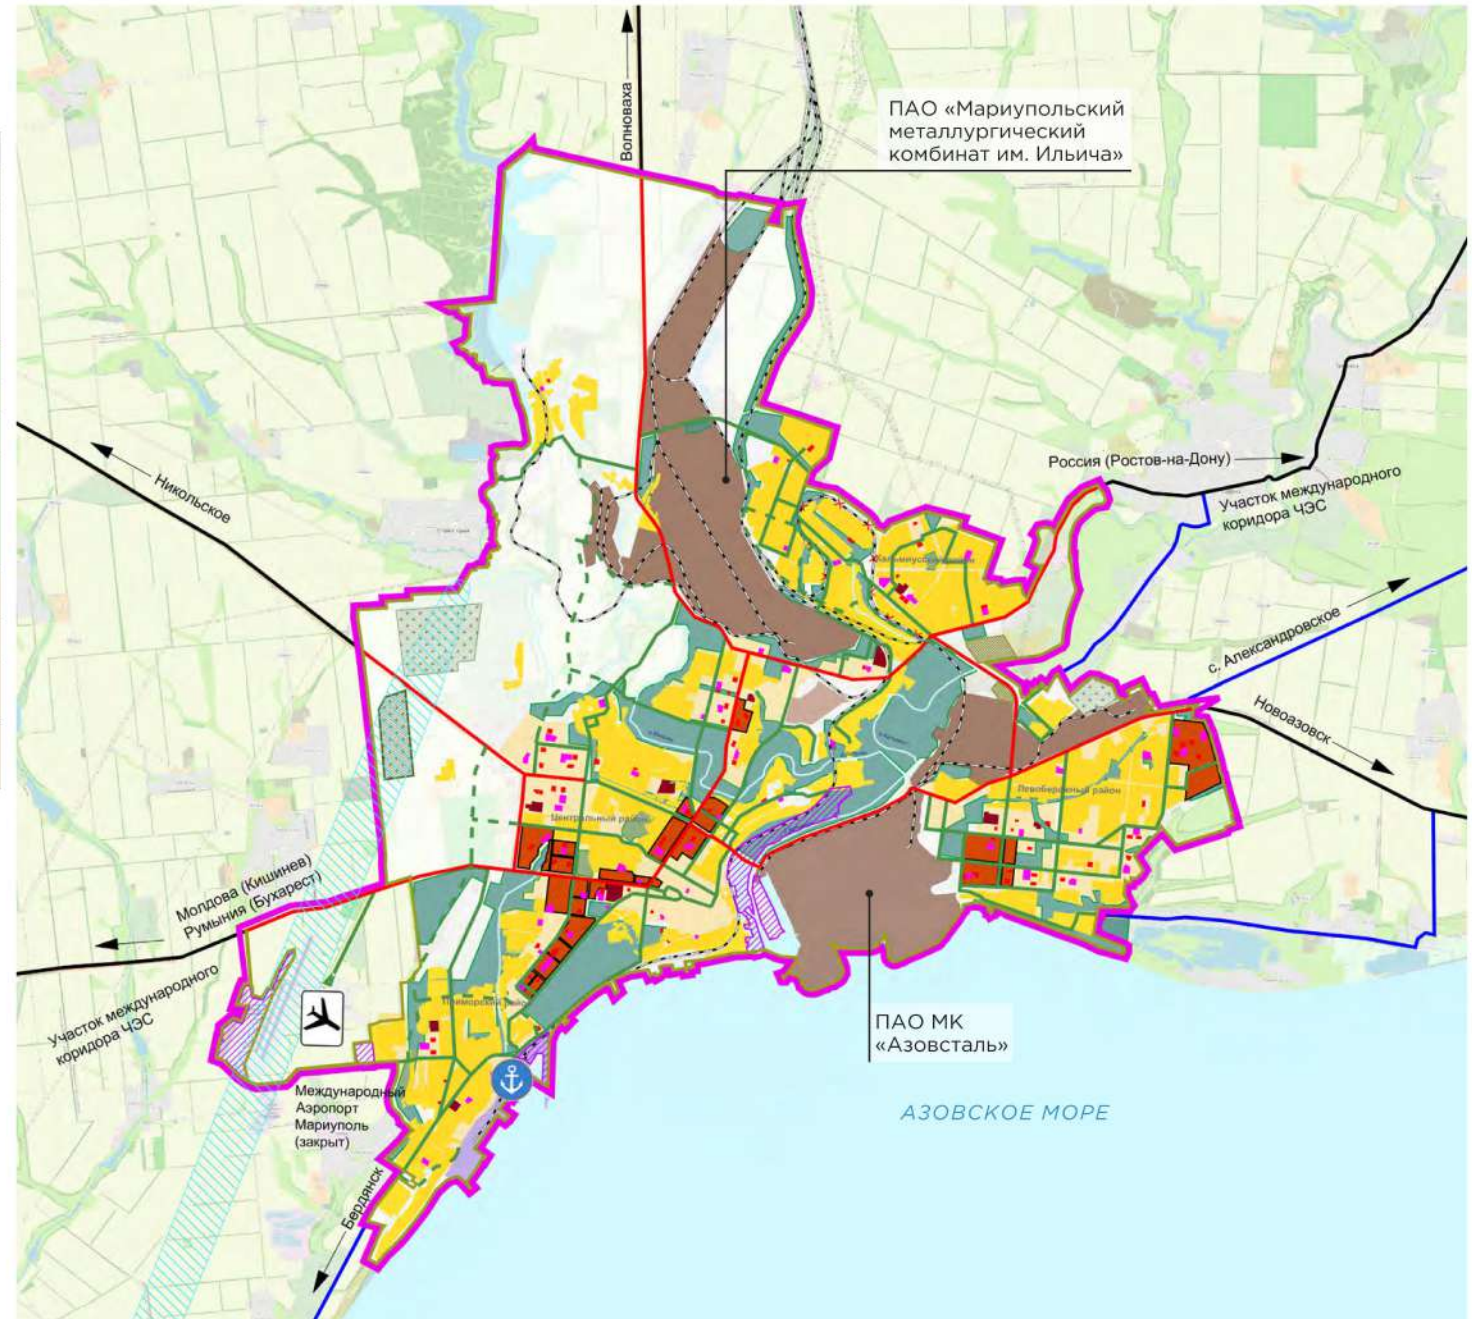 Волноваха
ПАО «Мариупольский
металлургический
комбинат им. Ильича»
Россия (Ростов-на-Дону)
Участок международного
коридора ЧЭС
Никольское
с. Александровское
Новоазовск
Левобережный район
Центральный район
Молдова (Кишинев)
Румыния (Бухарест)
Участок международного
коридора ЧЭС
Приморский район
ПАО МК
«Азовсталь»
Международный
Аэропорт
Мариуполь
(закрыт)
АЗОВСКОЕ МОРЕ
Бердянск